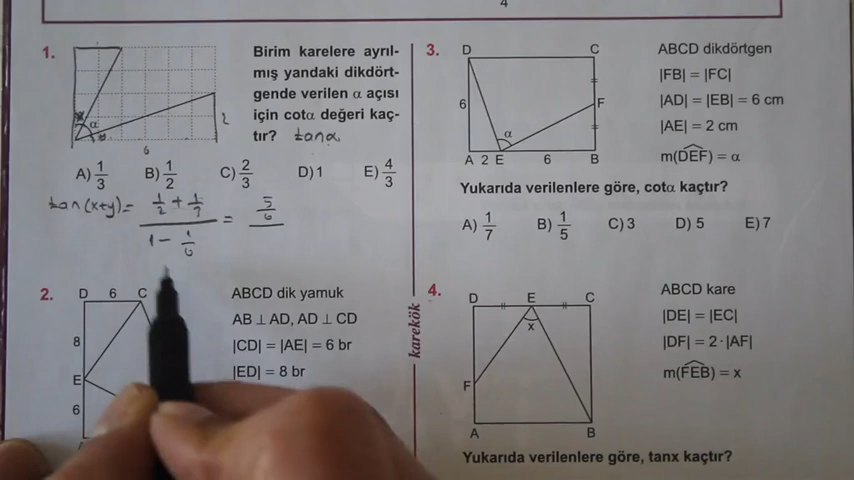 4
1.
α
2
6
Birim karelere ayrıl-
mış yandaki dikdört-
gende verilen α açısı
için cotα değeri kaç-
tır? tanα
A) 1/3 B) 1/2 C) 2/3 D) 1 E) 4/3
tan(x+y) = 1/2 + 1/3 = 5/6
1 - 1/6
2.
D 6 C
8
E
6
ABCD dik yamuk
AB ⊥ AD, AD ⊥ CD
|CD| = |AE| = 6 br
|ED| = 8 br
karekök
3.
D C
6
F
α
A 2 E 6 B
ABCD dikdörtgen
|FB| = |FC|
|AD| = |EB| = 6 cm
|AE| = 2 cm
m(DEF) = α
Yukarıda verilenlere göre, cotα kaçtır?
A) 1/7 B) 1/5 C) 3 D) 5 E) 7
4.
D E C
x
F
A B
ABCD kare
|DE| = |EC|
|DF| = 2·|AF|
m(FEB) = x
Yukarıda verilenlere göre, tanx kaçtır?